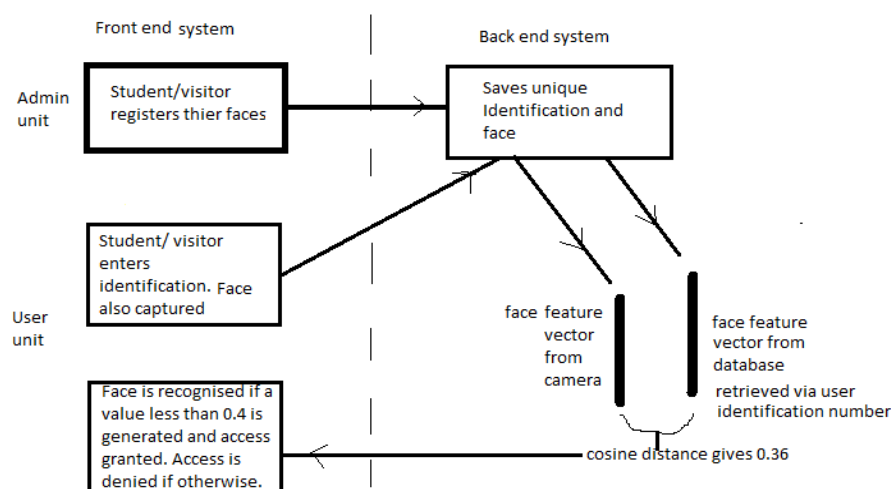 Front end system
Back end system
Admin
unit
Student/visitor
registers thier faces
Saves unique
Identification and
face
Student/ visitor
enters
identification. Face
also captured
User
unit
face feature
vector
from
camera
face feature
vector from
database
retrieved via user
identification number
Face is recognised if a
value less than 0.4 is
generated and access
granted. Access is
denied if otherwise.
cosine distance gives 0.36